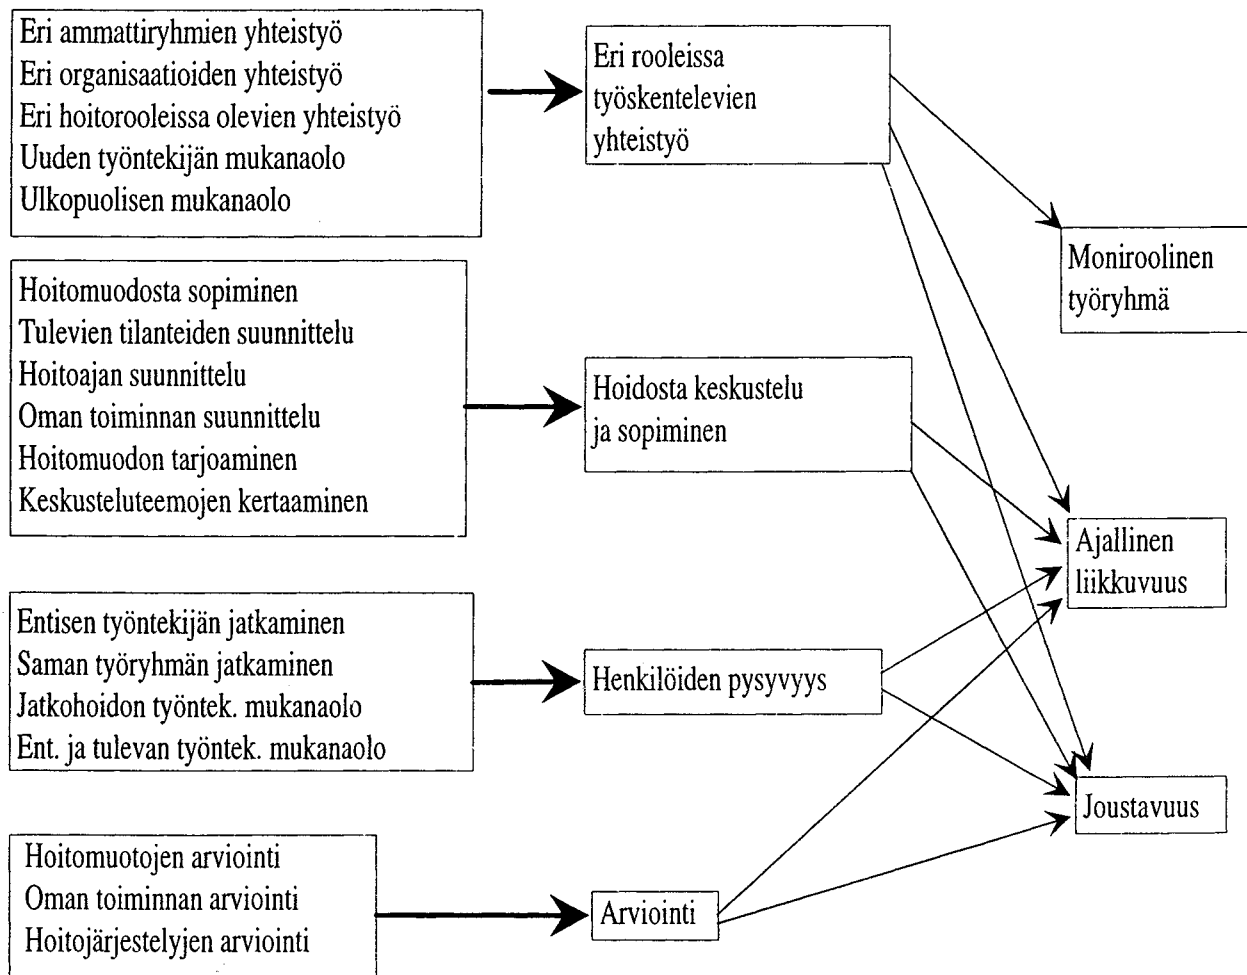 Eri ammattiryhmien yhteistyö
Eri organisaatioiden yhteistyö
Eri hoitorooleissa olevien yhteistyö
Uuden työntekijän mukanaolo
Ulkopuolisen mukanaolo
Eri rooleissa
työskentelevien
yhteistyö
Moniroolinen
työryhmä
Hoitomuodosta sopiminen
Tulevien tilanteiden suunnittelu
Hoitoajan suunnittelu
Oman toiminnan suunnittelu
Hoitomuodon tarjoaminen
Keskusteluteemojen kertaaminen
Hoidosta keskustelu
ja sopiminen
Ajallinen
liikkuvuus
Entisen työntekijän jatkaminen
Saman työryhmän jatkaminen
Jatkohoidon työntek. mukanaolo
Ent. ja tulevan työntek. mukanaolo
Henkilöiden pysyvyys
Joustavuus
Hoitomuotojen arviointi
Oman toiminnan arviointi
Hoitojärjestelyjen arviointi
Arviointi